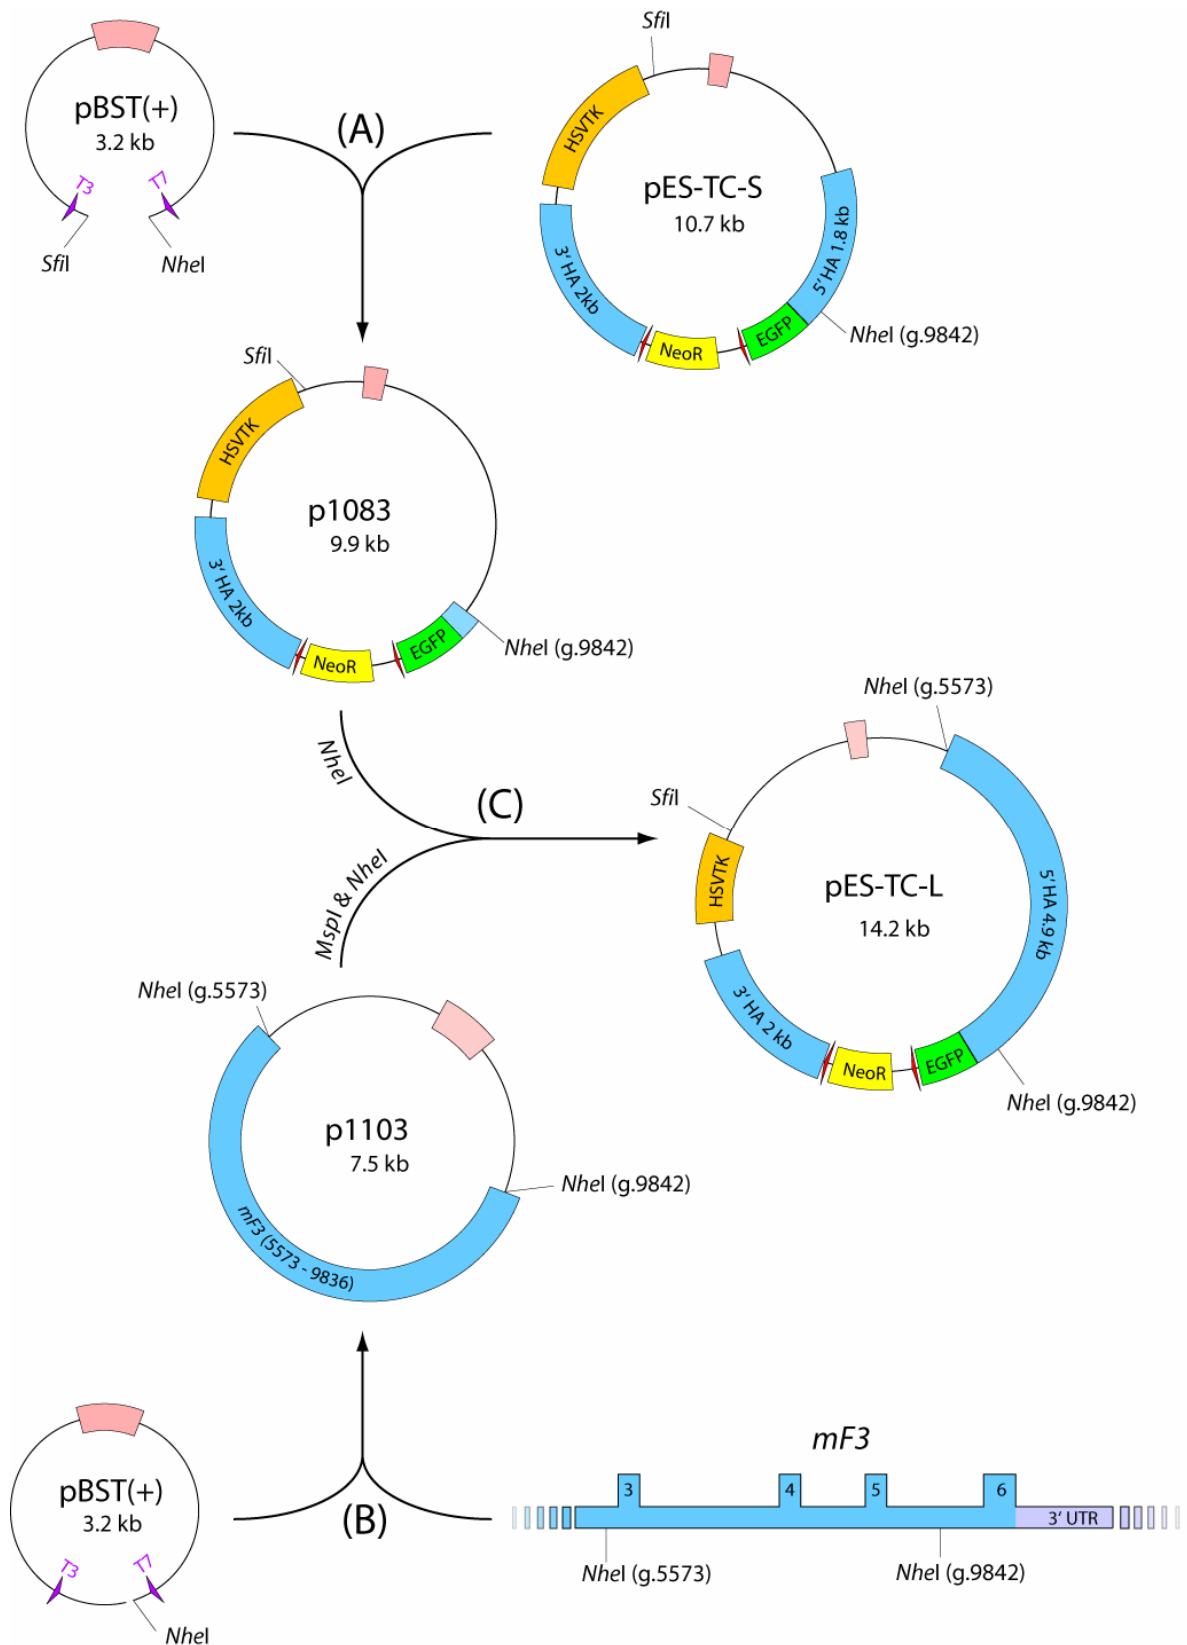 SfiI
pBST(+)
3.2 kb
T3
T7
SfiI
NheI
(A)
HSVTK
pES-TC-S
10.7 kb
5′ HA 1.8 kb
3′ HA 2kb
NeoR
EGFP
NheI (g.9842)
SfiI
HSVTK
p1083
9.9 kb
3′ HA 2kb
NeoR
EGFP
NheI (g.9842)
NheI
(C)
MspI & NheI
NheI (g.5573)
SfiI
HSVTK
pES-TC-L
14.2 kb
5′ HA 4.9 kb
3′ HA 2 kb
NeoR
EGFP
NheI (g.9842)
NheI (g.5573)
p1103
7.5 kb
NheI (g.9842)
mF3 (5573 - 9836)
pBST(+)
3.2 kb
T3
T7
NheI
(B)
mF3
3
4
5
6
3′ UTR
NheI (g.5573)
NheI (g.9842)